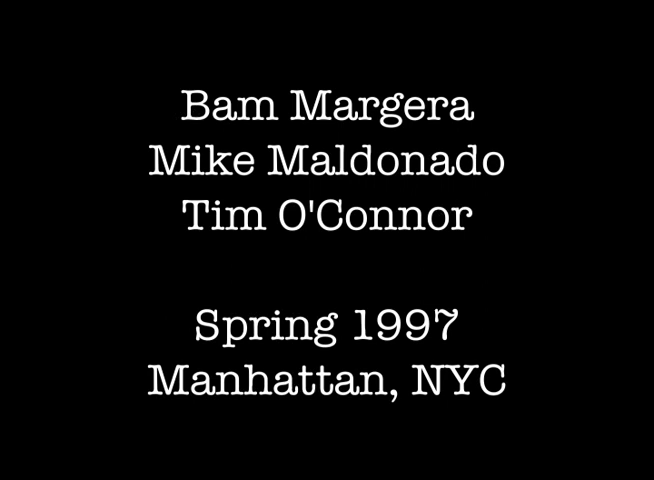 Bam Margera
Mike Maldonado
Tim O'Connor
Spring 1997
Manhattan, NYC